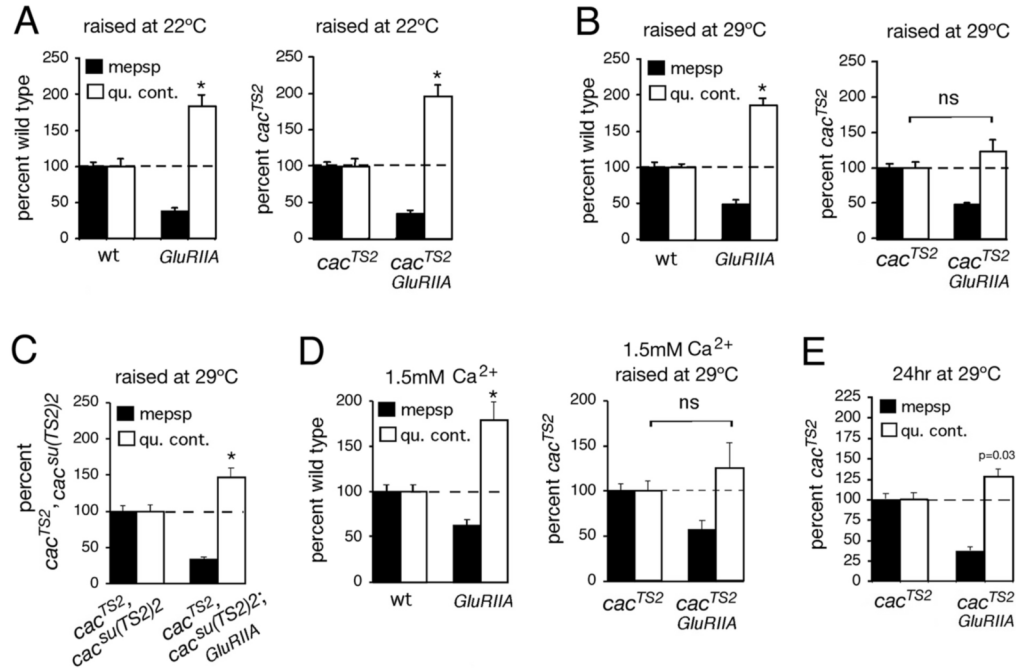 A
raised at 22ºC
percent wild type
250
200
150
100
50
0
mepsp
qu. cont.
*
wt
GluRIIA
raised at 22ºC
percent cacTS2
250
200
150
100
50
0
*
cacTS2
cacTS2
GluRIIA
B
raised at 29ºC
percent wild type
250
200
150
100
50
0
mepsp
qu. cont.
*
wt
GluRIIA
raised at 29ºC
percent cacTS2
250
200
150
100
50
0
ns
cacTS2
cacTS2
GluRIIA
C
raised at 29ºC
percent
cacTS2, cacsu(TS2)2
250
200
150
100
50
0
mepsp
qu. cont.
*
cacTS2,
cacsu(TS2)2
cacTS2,
cacsu(TS2)2;
GluRIIA
D
1.5mM Ca2+
percent wild type
200
150
100
50
0
mepsp
qu. cont.
*
wt
GluRIIA
1.5mM Ca2+
raised at 29ºC
percent cacTS2
200
150
100
50
0
ns
cacTS2
cacTS2
GluRIIA
E
24hr at 29ºC
percent cacTS2
225
200
175
150
125
100
75
50
25
0
mepsp
qu. cont.
p=0.03
cacTS2
cacTS2
GluRIIA